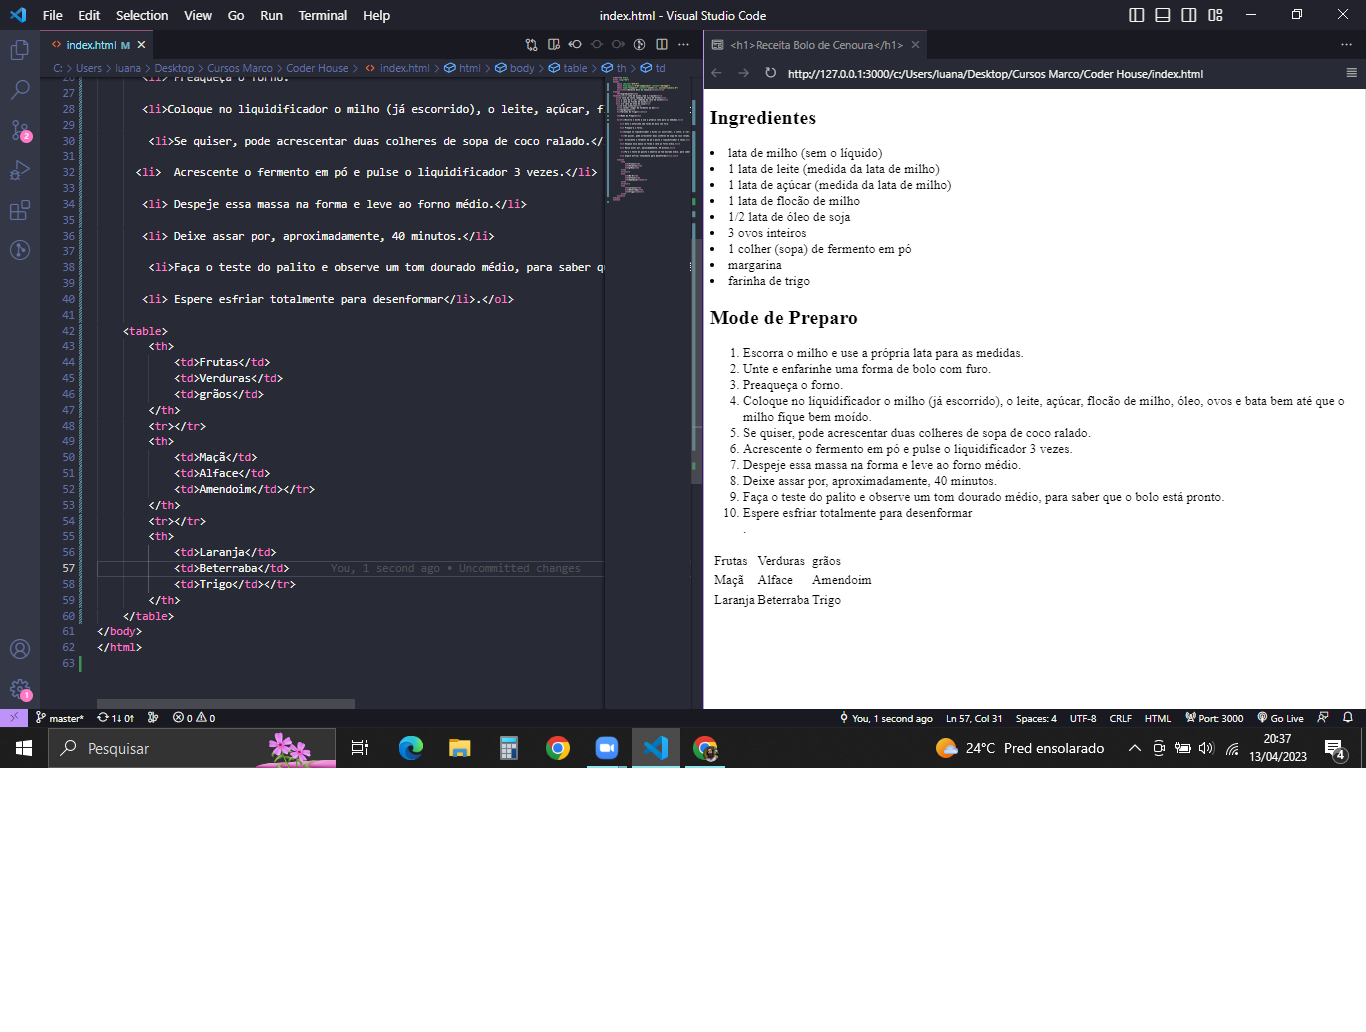 File Edit Selection View Go Run Terminal Help
index.html - Visual Studio Code
index.html M
<h1>Receita Bolo de Cenoura</h1>
C: > Users > luana > Desktop > Cursos Marco > Coder House > index.html > html > body > table > th > td
http://127.0.0.1:3000/c/Users/luana/Desktop/Cursos Marco/Coder House/index.html
26 <li> Preaqueça o forno.
27
28 <li>Coloque no liquidificador o milho (já escorrido), o leite, açúcar, f
29
30 <li>Se quiser, pode acrescentar duas colheres de sopa de coco ralado.</
31
32 <li> Acrescente o fermento em pó e pulse o liquidificador 3 vezes.</li>
33
34 <li> Despeje essa massa na forma e leve ao forno médio.</li>
35
36 <li> Deixe assar por, aproximadamente, 40 minutos.</li>
37
38 <li>Faça o teste do palito e observe um tom dourado médio, para saber qu
39
40 <li> Espere esfriar totalmente para desenformar</li>.</ol>
41
42 <table>
43 <th>
44 <td>Frutas</td>
45 <td>Verduras</td>
46 <td>grãos</td>
47 </th>
48 <tr></tr>
49 <th>
50 <td>Maçã</td>
51 <td>Alface</td>
52 <td>Amendoim</td></tr>
53 </th>
54 <tr></tr>
55 <th>
56 <td>Laranja</td>
57 <td>Beterraba</td> You, 1 second ago • Uncommitted changes
58 <td>Trigo</td></tr>
59 </th>
60 </table>
61 </body>
62 </html>
63
Ingredientes
• lata de milho (sem o líquido)
• 1 lata de leite (medida da lata de milho)
• 1 lata de açúcar (medida da lata de milho)
• 1 lata de flocão de milho
• 1/2 lata de óleo de soja
• 3 ovos inteiros
• 1 colher (sopa) de fermento em pó
• margarina
• farinha de trigo
Mode de Preparo
1. Escorra o milho e use a própria lata para as medidas.
2. Unte e enfarinhe uma forma de bolo com furo.
3. Preaqueça o forno.
4. Coloque no liquidificador o milho (já escorrido), o leite, açúcar, flocão de milho, óleo, ovos e bata bem até que o
milho fique bem moído.
5. Se quiser, pode acrescentar duas colheres de sopa de coco ralado.
6. Acrescente o fermento em pó e pulse o liquidificador 3 vezes.
7. Despeje essa massa na forma e leve ao forno médio.
8. Deixe assar por, aproximadamente, 40 minutos.
9. Faça o teste do palito e observe um tom dourado médio, para saber que o bolo está pronto.
10. Espere esfriar totalmente para desenformar
.
Frutas Verduras grãos
Maçã Alface Amendoim
Laranja Beterraba Trigo
2
1
master* 1↓ 0↑ 0 0
You, 1 second ago Ln 57, Col 31 Spaces: 4 UTF-8 CRLF HTML Port: 3000 Go Live
Pesquisar
24°C Pred ensolarado
20:37
13/04/2023
4